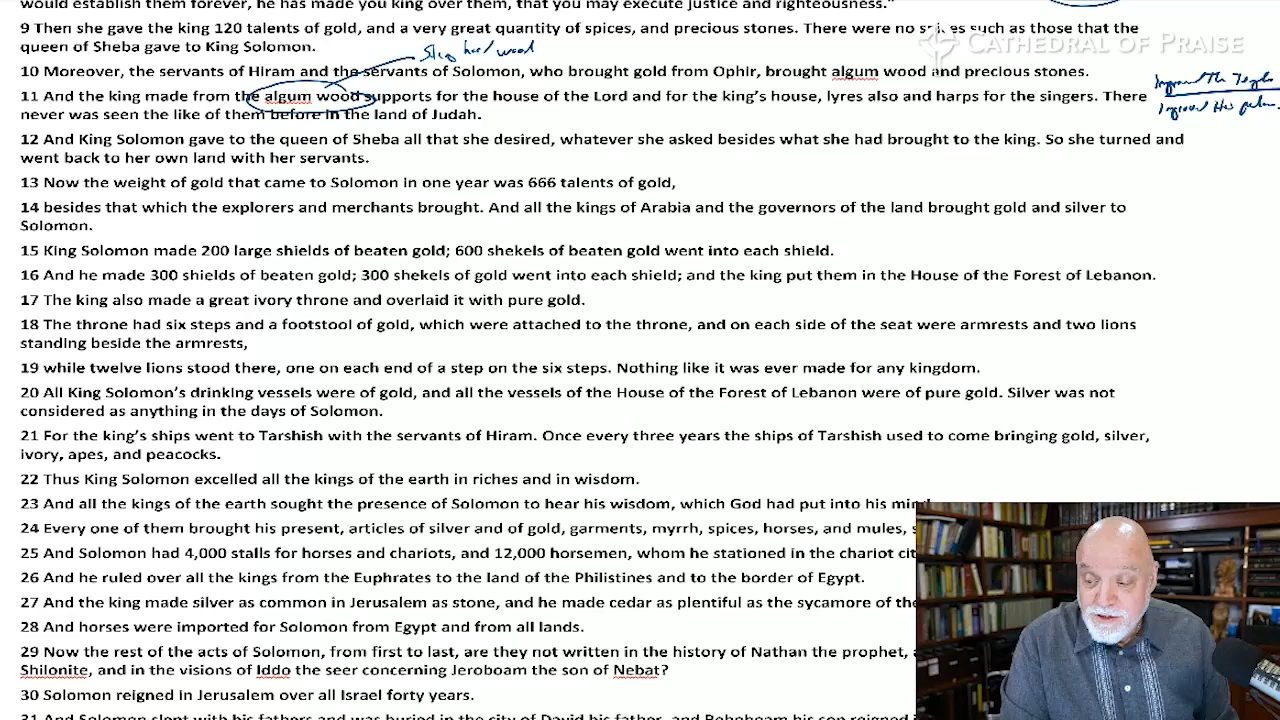 would establish them forever, he has made you king over them, that you may execute justice and righteousness."
9 Then she gave the king 120 talents of gold, and a very great quantity of spices, and precious stones. There were no spices such as those that the
queen of Sheba gave to King Solomon.
CATHEDRAL OF PRAISE
wood
10 Moreover, the servants of Hiram and the servants of Solomon, who brought gold from Ophir, brought algum wood and precious stones.
11 And the king made from the algum wood supports for the house of the Lord and for the king's house, lyres also and harps for the singers. There
never was seen the like of them before in the land of Judah.
Improved The
Improved His
12 And King Solomon gave to the queen of Sheba all that she desired, whatever she asked besides what she had brought to the king. So she turned and
went back to her own land with her servants.
13 Now the weight of gold that came to Solomon in one year was 666 talents of gold,
14 besides that which the explorers and merchants brought. And all the kings of Arabia and the governors of the land brought gold and silver to
Solomon.
15 King Solomon made 200 large shields of beaten gold; 600 shekels of beaten gold went into each shield.
16 And he made 300 shields of beaten gold; 300 shekels of gold went into each shield; and the king put them in the House of the Forest of Lebanon.
17 The king also made a great ivory throne and overlaid it with pure gold.
18 The throne had six steps and a footstool of gold, which were attached to the throne, and on each side of the seat were armrests and two lions
standing beside the armrests,
19 while twelve lions stood there, one on each end of a step on the six steps. Nothing like it was ever made for any kingdom.
20 All King Solomon's drinking vessels were of gold, and all the vessels of the House of the Forest of Lebanon were of pure gold. Silver was not
considered as anything in the days of Solomon.
21 For the king's ships went to Tarshish with the servants of Hiram. Once every three years the ships of Tarshish used to come bringing gold, silver,
ivory, apes, and peacocks.
22 Thus King Solomon excelled all the kings of the earth in riches and in wisdom.
23 And all the kings of the earth sought the presence of Solomon to hear his wisdom, which God had put into his mind
24 Every one of them brought his present, articles of silver and of gold, garments, myrrh, spices, horses, and mules, s
25 And Solomon had 4,000 stalls for horses and chariots, and 12,000 horsemen, whom he stationed in the chariot cit
26 And he ruled over all the kings from the Euphrates to the land of the Philistines and to the border of Egypt.
27 And the king made silver as common in Jerusalem as stone, and he made cedar as plentiful as the sycamore of the
28 And horses were imported for Solomon from Egypt and from all lands.
29 Now the rest of the acts of Solomon, from first to last, are they not written in the history of Nathan the prophet,
Shilonite, and in the visions of Iddo the seer concerning Jeroboam the son of Nebat?
30 Solomon reigned in Jerusalem over all Israel forty years.
31 And Solomon slept with his fathers and was buried in the city of David his father, and Rehoboam his son reigned